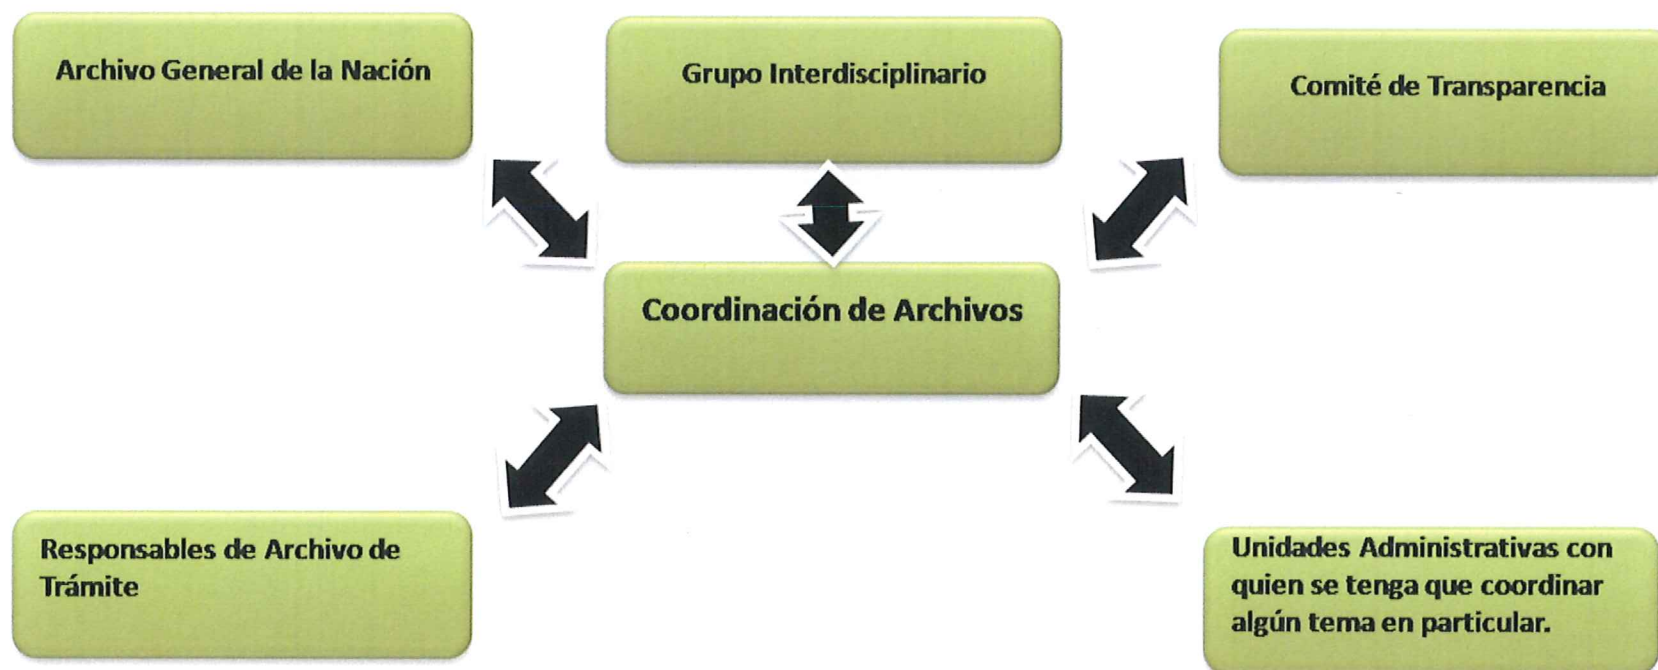 Archivo General de la Nación
Grupo Interdisciplinario
Comité de Transparencia
Coordinación de Archivos
Responsables de Archivo de
Trámite
Unidades Administrativas con
quien se tenga que coordinar
algún tema en particular.